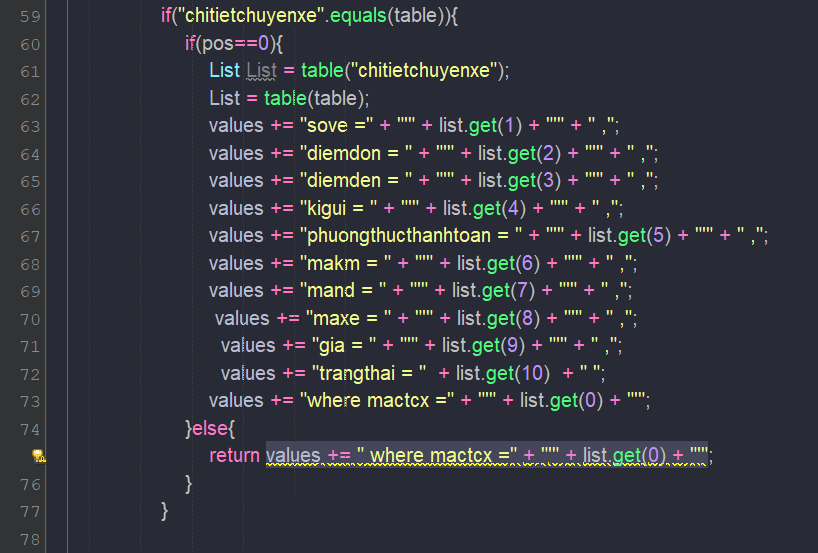 59 if("chitietchuyenxe".equals(table)){
60 if(pos==0){
61 List List = table("chitietchuyenxe");
62 List = table(table);
63 values += "sove =" + "'" + list.get(1) + "'" + " ,";
64 values += "diemdon = " + "'" + list.get(2) + "'" + " ,";
65 values += "diemden = " + "'" + list.get(3) + "'" + " ,";
66 values += "kigui = " + "'" + list.get(4) + "'" + " ,";
67 values += "phuongthucthanhtoan = " + "'" + list.get(5) + "'" + " ,";
68 values += "makm = " + "'" + list.get(6) + "'" + " ,";
69 values += "mand = " + "'" + list.get(7) + "'" + " ,";
70 values += "maxe = " + "'" + list.get(8) + "'" + " ,";
71 values += "gia = " + "'" + list.get(9) + "'" + " ,";
72 values += "trangthai = "  + list.get(10)  + " ";
73 values += "where mactcx =" + "'" + list.get(0) + "'";
74 }else{
return values += " where mactcx =" + "'" + list.get(0) + "'";
76 }
77 }
78